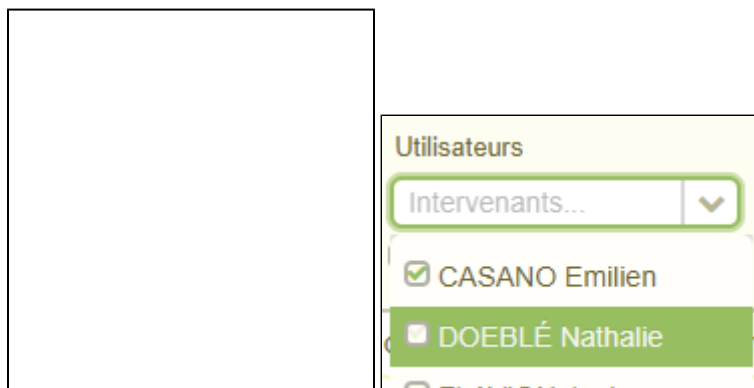 Utilisateurs
Intervenants...
CASANO Emilien
DOEBLÉ Nathalie